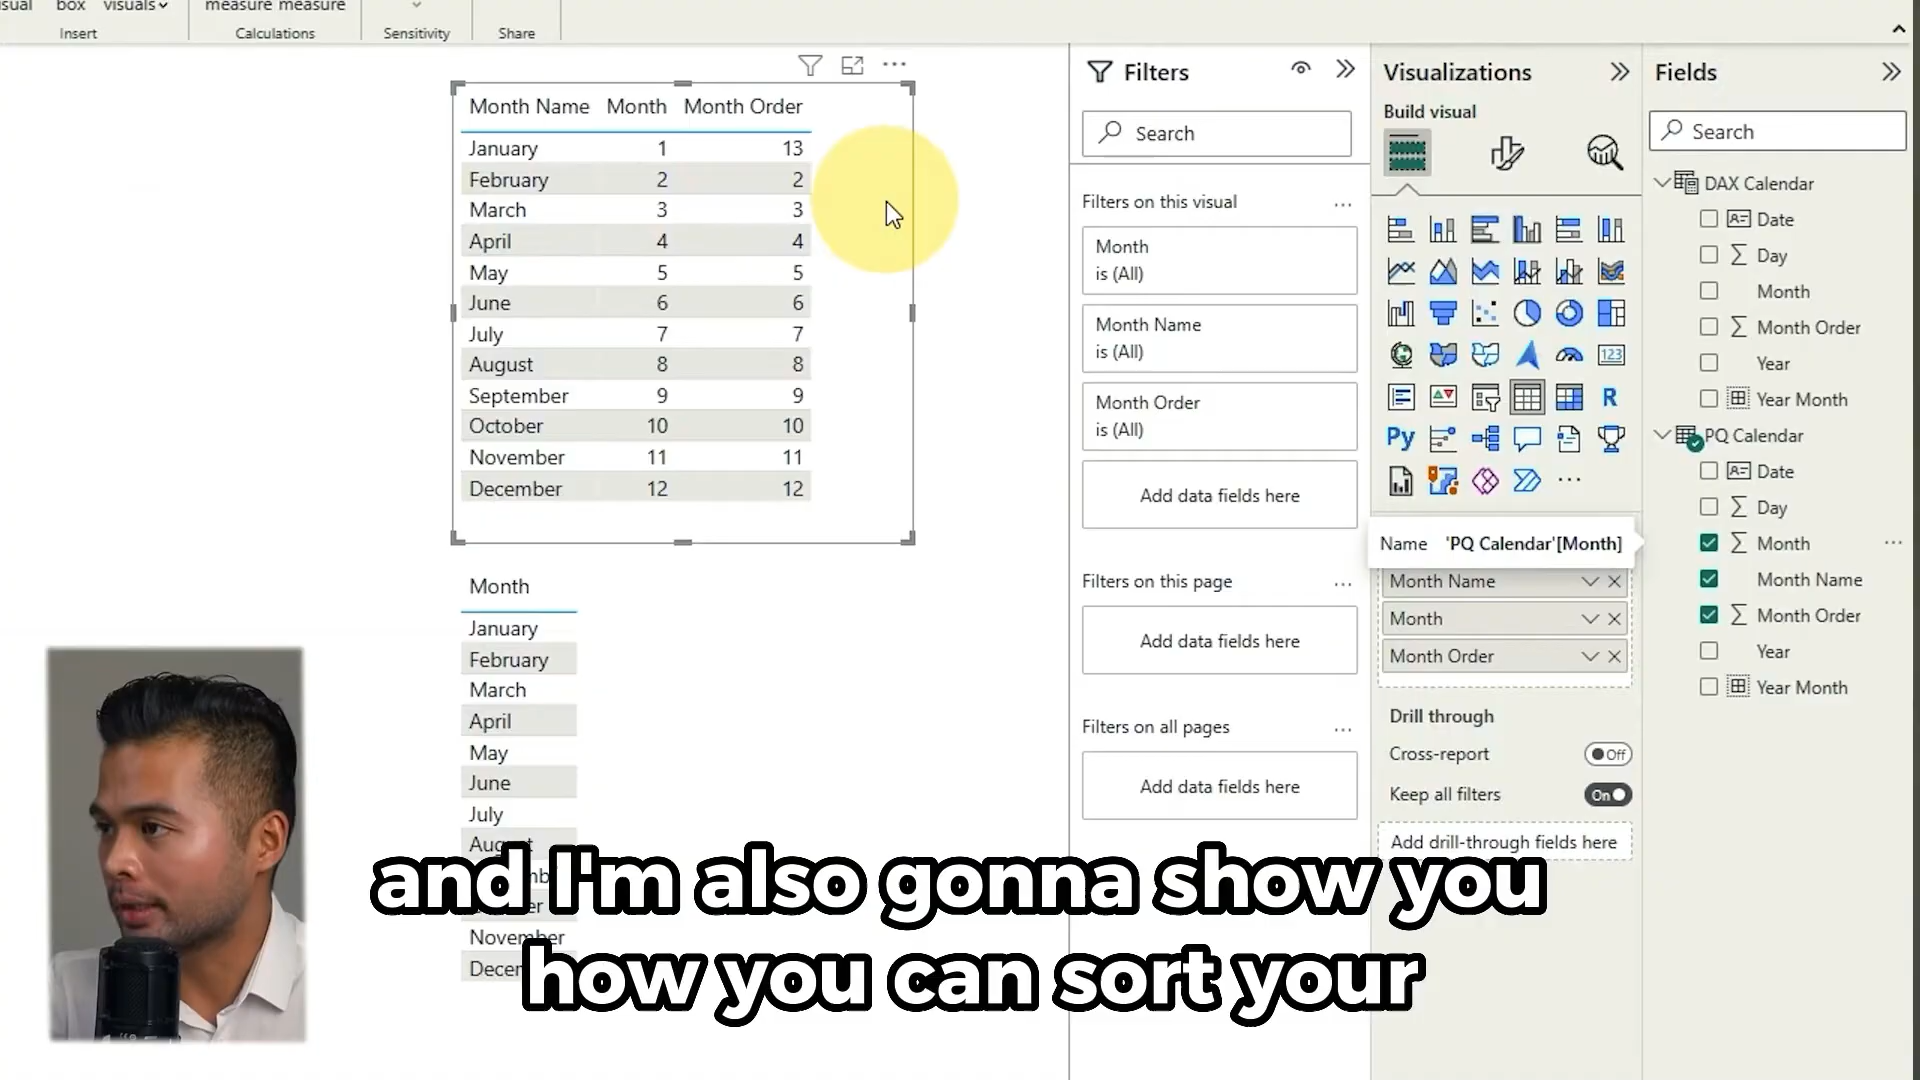 sual box visuals measure measure
Insert Calculations Sensitivity Share
Month Name Month Month Order
January 1 13
February 2 2
March 3 3
April 4 4
May 5 5
June 6 6
July 7 7
August 8 8
September 9 9
October 10 10
November 11 11
December 12 12
Month
January
February
March
April
May
June
July
November
Filters
Search
Filters on this visual ...
Month
is (All)
Month Name
is (All)
Month Order
is (All)
Add data fields here
Filters on this page ...
Add data fields here
Filters on all pages ...
Add data fields here
Visualizations
Build visual
123
R
Py
...
Name 'PQ Calendar'[Month]
Month Name
Month
Month Order
Drill through
Cross-report Off
Keep all filters On
Add drill-through fields here
Fields
Search
DAX Calendar
Date
Day
Month
Month Order
Year
Year Month
PQ Calendar
Date
Day
Month ...
Month Name
Month Order
Year
Year Month
and I'm also gonna show you
how you can sort your